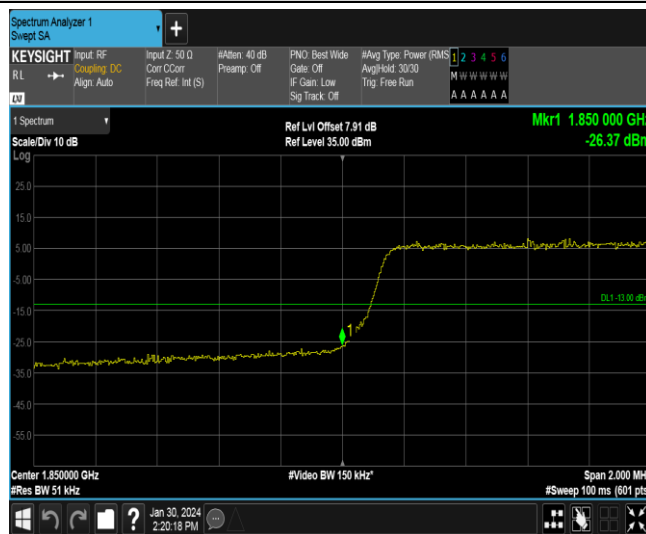 Spectrum Analyzer 1
Swept SA
+
KEYSIGHT Input: RF
RL
Coupling: DC
Align: Auto
LXI
Input Z: 50 Ω
Corr CCorr
Freq Ref: Int (S)
#Atten: 40 dB
Preamp: Off
PNO: Best Wide
Gate: Off
IF Gain: Low
Sig Track: Off
#Avg Type: Power (RMS
Avg|Hold: 30/30
Trig: Free Run
1 2 3 4 5 6
M W W W W W
A A A A A A
1 Spectrum
Scale/Div 10 dB
Log
Ref Lvl Offset 7.91 dB
Ref Level 35.00 dBm
Mkr1 1.850 000 GHz
-26.37 dBm
25.0
15.0
5.00
-5.00
-15.0
-25.0
-35.0
-45.0
-55.0
1
DL1 -13.00 dBm
Center 1.850000 GHz
#Res BW 51 kHz
#Video BW 150 kHz*
Span 2.000 MHz
#Sweep 100 ms (601 pts
?
Jan 30, 2024
2:20:18 PM